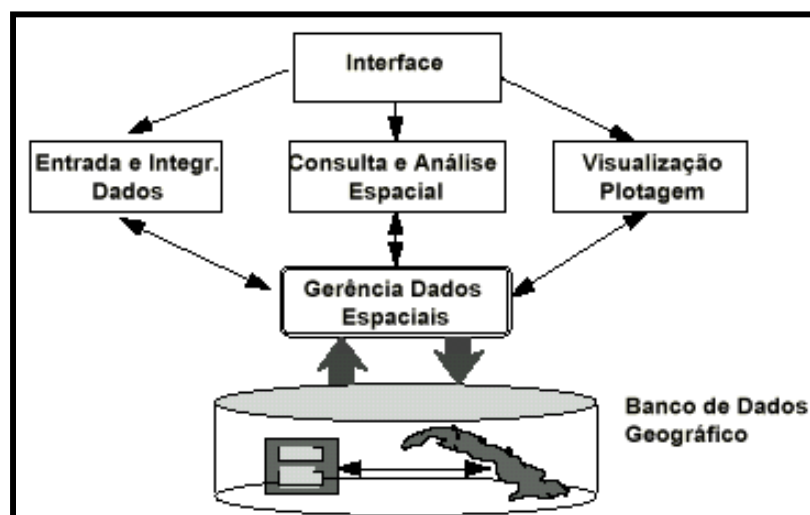 Interface
Entrada e Integr.
Dados
Consulta e Análise
Espacial
Visualização
Plotagem
Gerência Dados
Espaciais
Banco de Dados
Geográfico